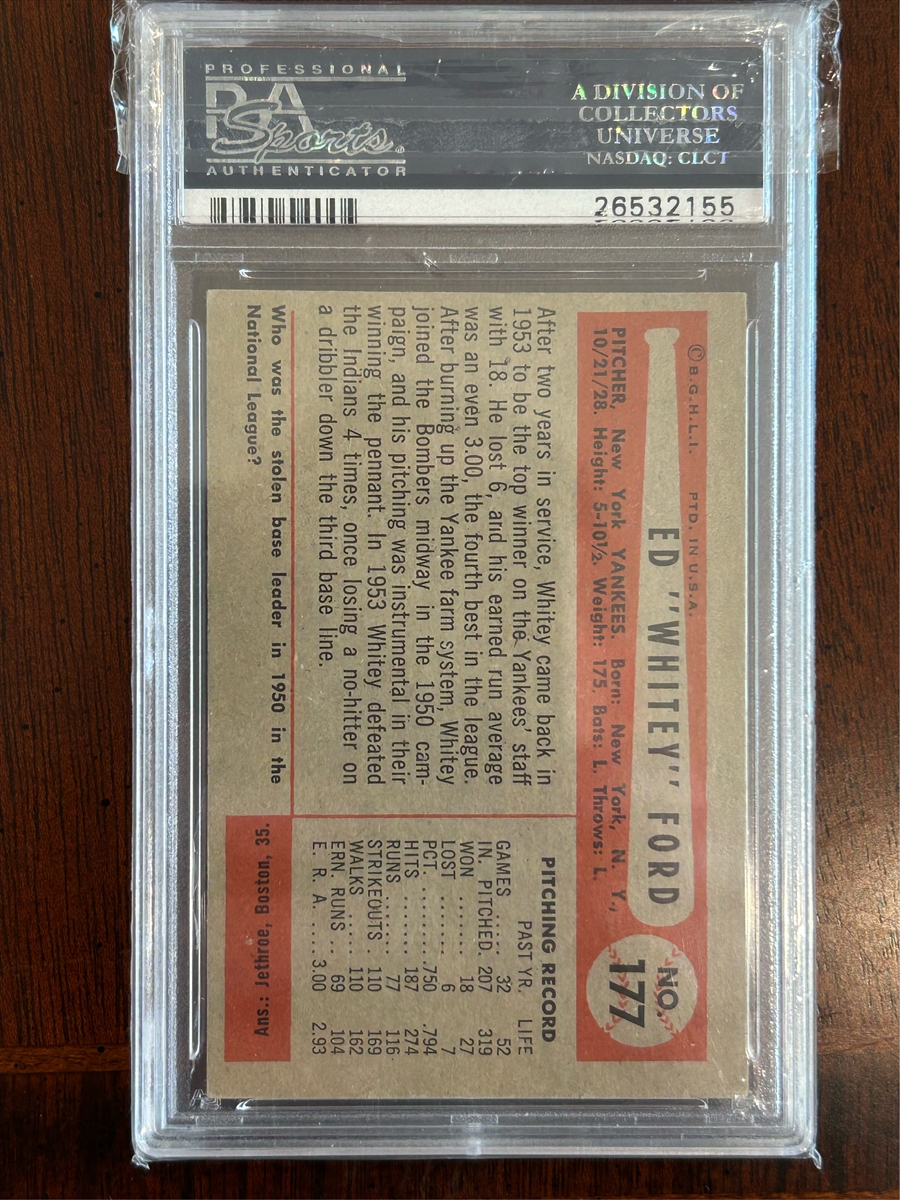 PROFESSIONAL
PSA
Sports®
AUTHENTICATOR
A DIVISION OF
COLLECTORS
UNIVERSE
NASDAQ: CLCT
26532155
© B.G.H.L.I. PTD. IN U.S.A.
ED "WHITEY" FORD
NO.
177
PITCHER, New York YANKEES. Born: New York, N. Y.,
10/21/28. Height: 5-10½. Weight: 175. Bats: L. Throws: L.
After two years in service, Whitey came back in
1953 to be the top winner on the Yankees' staff
with 18. He lost 6, and his earned run average
was an even 3.00, the fourth best in the league.
After burning up the Yankee farm system, Whitey
joined the Bombers midway in the 1950 cam-
paign, and his pitching was instrumental in their
winning the pennant. In 1953 Whitey defeated
the Indians 4 times, once losing a no-hitter on
a dribbler down the third base line.
PITCHING RECORD
PAST YR. LIFE
GAMES ..... 32 52
IN. PITCHED. 207 319
WON ....... 18 27
LOST ....... 6 7
PCT. ........ .750 .794
HITS ...... 187 274
RUNS ...... 77 116
STRIKEOUTS . 110 169
WALKS ..... 110 162
ERN. RUNS .. 69 104
E. R. A. .... 3.00 2.93
Who was the stolen base leader in 1950 in the
National League?
Ans.: Jethroe, Boston,
35.